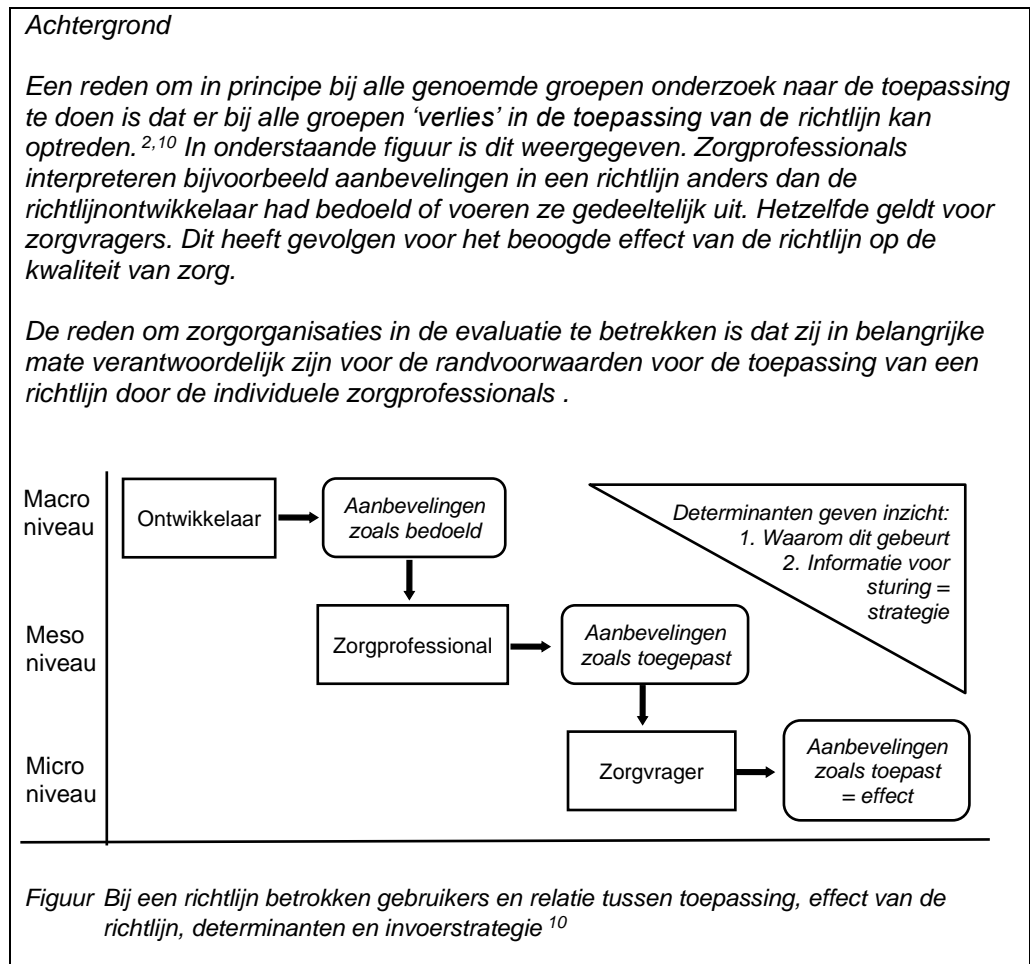 Achtergrond
Een reden om in principe bij alle genoemde groepen onderzoek naar de toepassing
te doen is dat er bij alle groepen ‘verlies’ in de toepassing van de richtlijn kan
optreden. 2,10 In onderstaande figuur is dit weergegeven. Zorgprofessionals
interpreteren bijvoorbeeld aanbevelingen in een richtlijn anders dan de
richtlijnontwikkelaar had bedoeld of voeren ze gedeeltelijk uit. Hetzelfde geldt voor
zorgvragers. Dit heeft gevolgen voor het beoogde effect van de richtlijn op de
kwaliteit van zorg.
De reden om zorgorganisaties in de evaluatie te betrekken is dat zij in belangrijke
mate verantwoordelijk zijn voor de randvoorwaarden voor de toepassing van een
richtlijn door de individuele zorgprofessionals .
Macro
niveau
Ontwikkelaar
Aanbevelingen
zoals bedoeld
Determinanten geven inzicht:
1. Waarom dit gebeurt
2. Informatie voor
sturing =
strategie
Meso
niveau
Zorgprofessional
Aanbevelingen
zoals toegepast
Micro
niveau
Zorgvrager
Aanbevelingen
zoals toepast
= effect
Figuur Bij een richtlijn betrokken gebruikers en relatie tussen toepassing, effect van de
richtlijn, determinanten en invoerstrategie 10